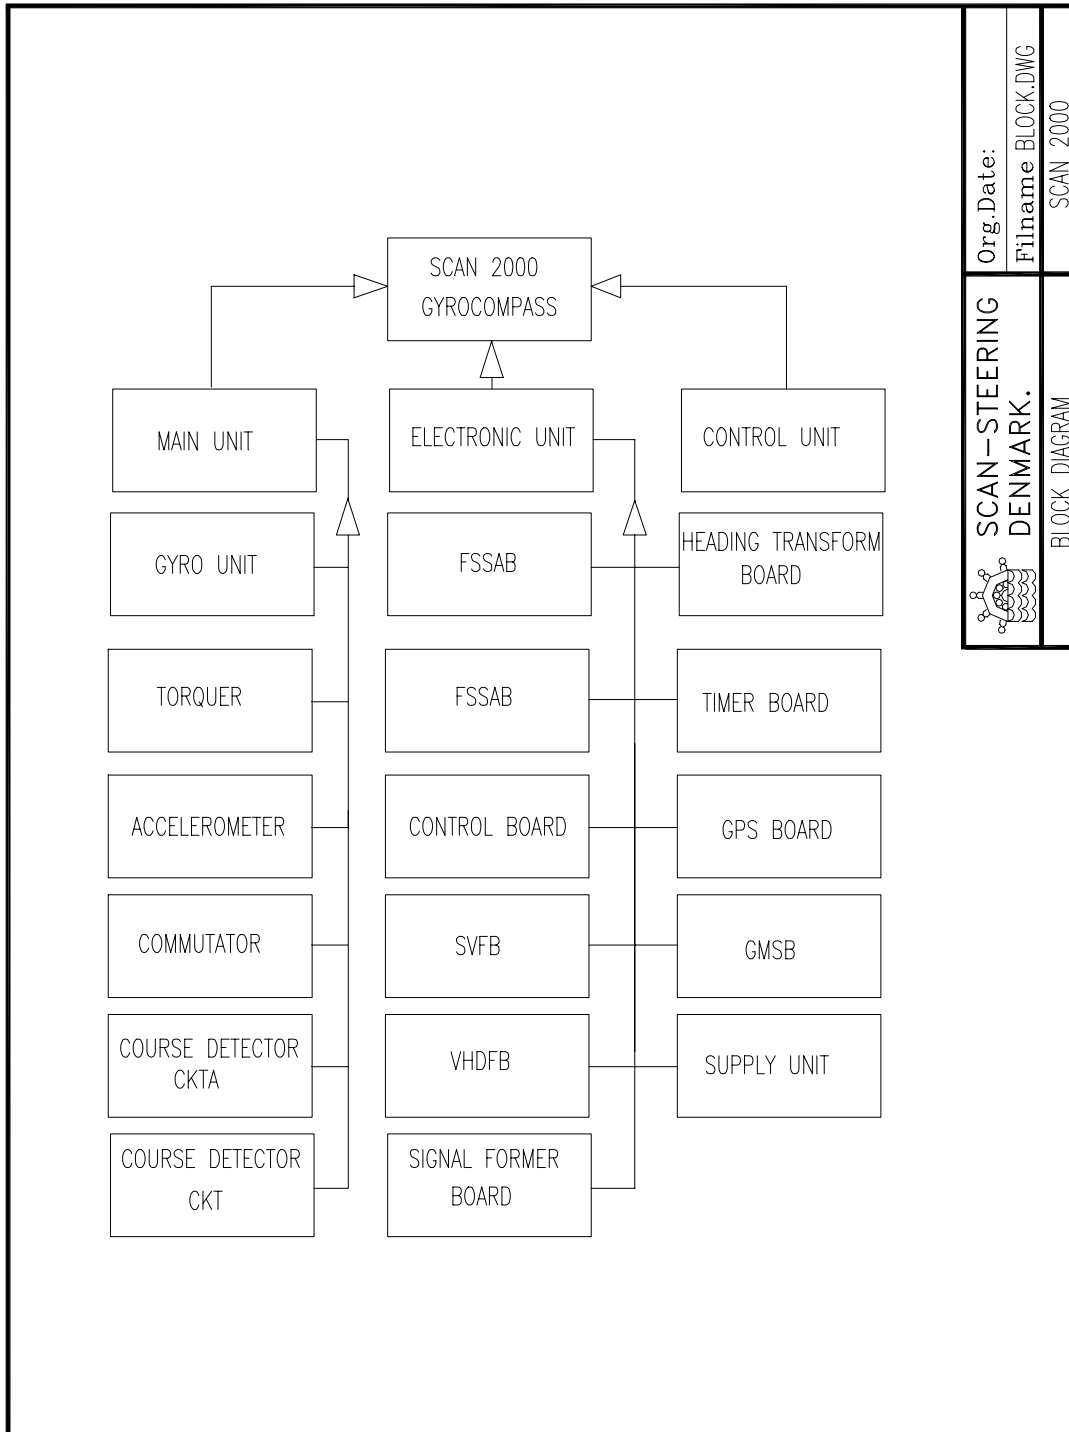 SCAN 2000
GYROCOMPASS
MAIN UNIT
ELECTRONIC UNIT
CONTROL UNIT
GYRO UNIT
FSSAB
HEADING TRANSFORM
BOARD
TORQUER
FSSAB
TIMER BOARD
ACCELEROMETER
CONTROL BOARD
GPS BOARD
COMMUTATOR
SVFB
GMSB
COURSE DETECTOR
CKTA
VHDFB
SUPPLY UNIT
COURSE DETECTOR
CKT
SIGNAL FORMER
BOARD
SCAN-STEERING
DENMARK.
Org.Date:
Filname BLOCK.DWG
BLOCK DIAGRAM
SCAN 2000